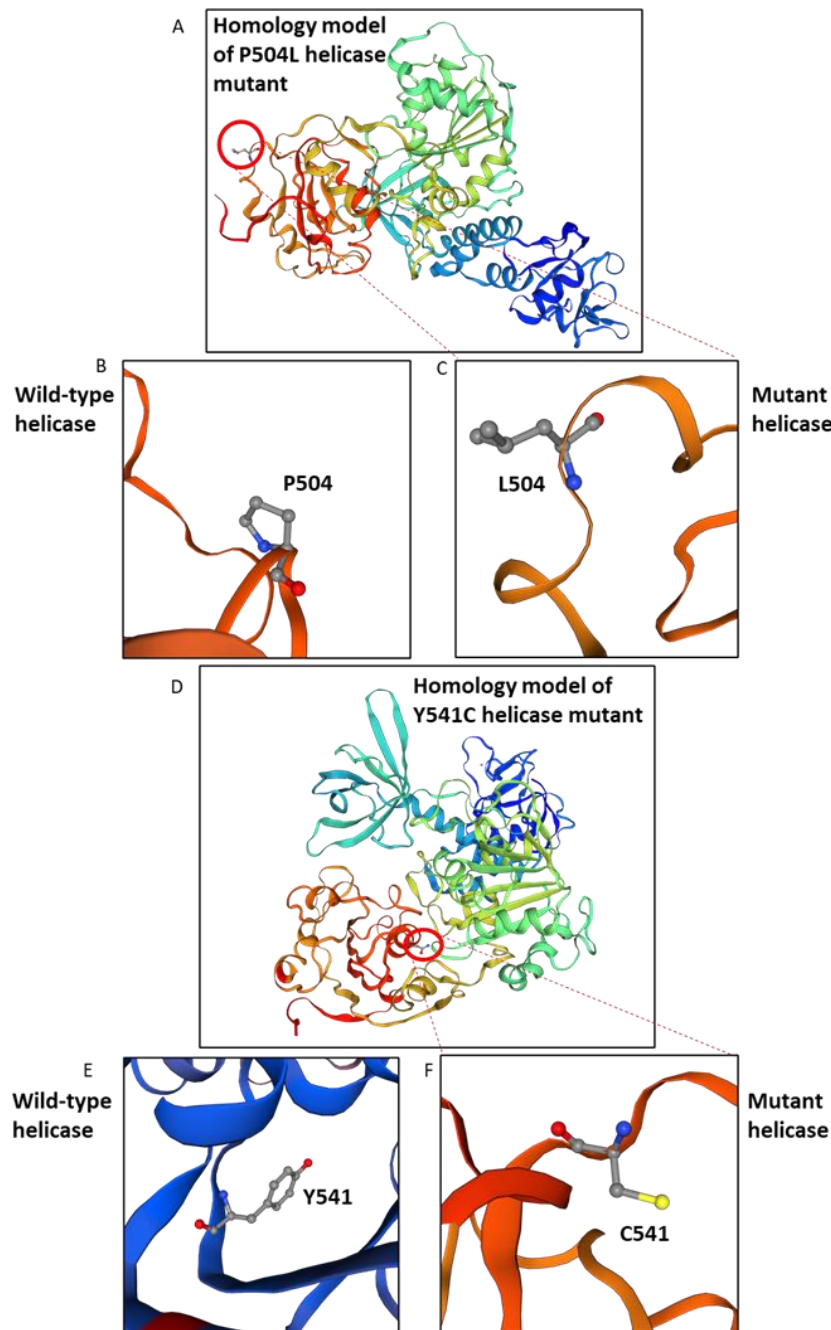 A
Homology model
of P504L helicase
mutant
B
Wild-type
helicase
P504
C
Mutant
helicase
L504
D
Homology model of
Y541C helicase mutant
E
Wild-type
helicase
Y541
F
Mutant
helicase
C541